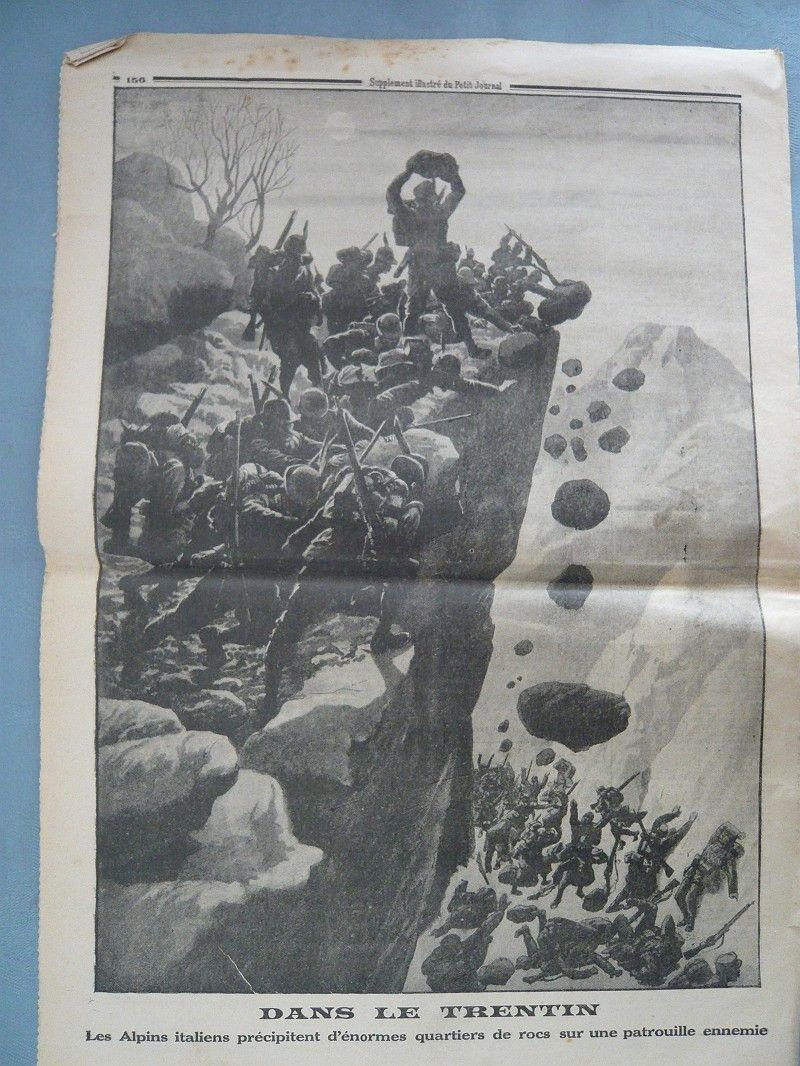 156
Supplement illustré du Petit Journal
DANS LE TRENTIN
Les Alpins italiens précipitent d'énormes quartiers de rocs sur une patrouille ennemie